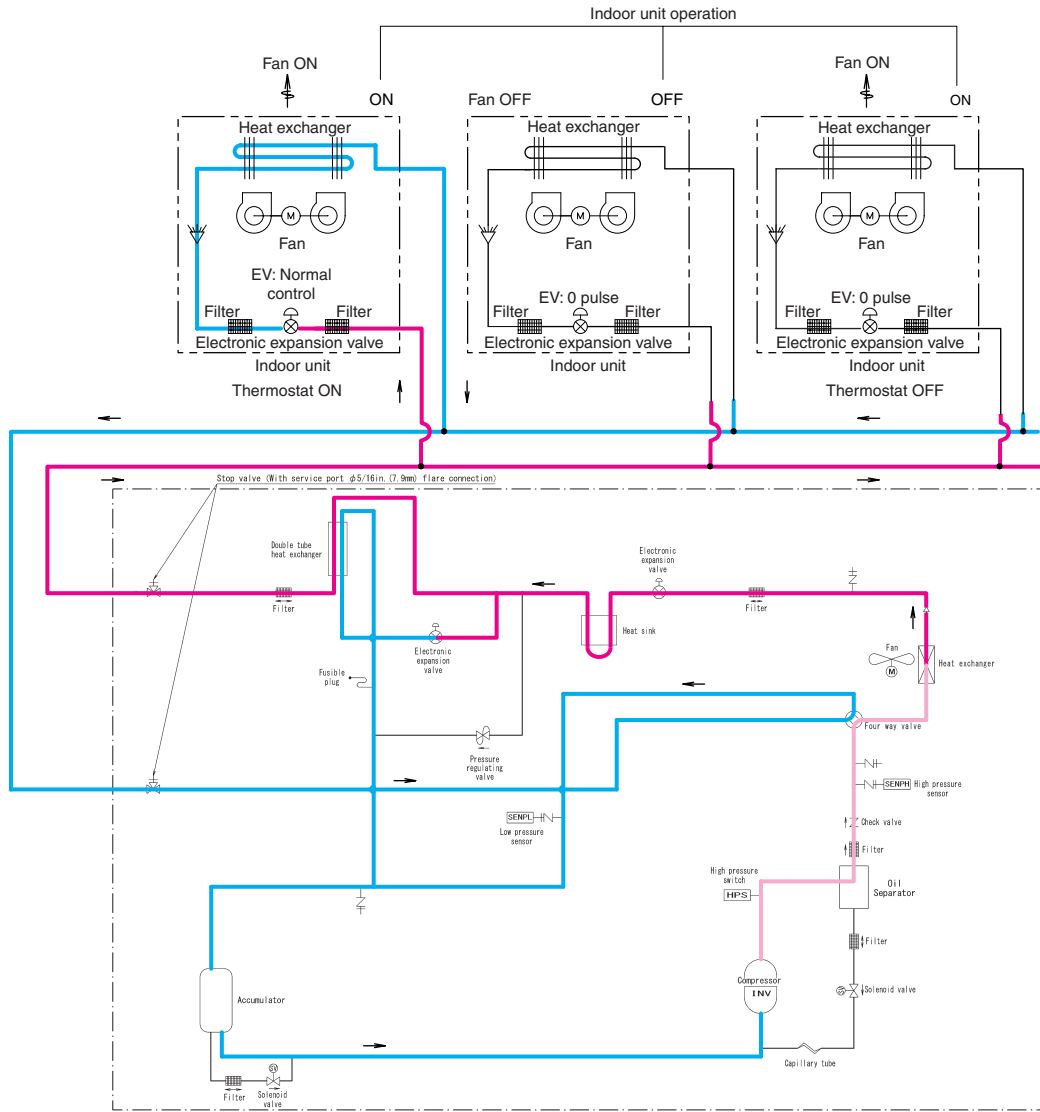 Indoor unit operation
Fan ON
ON
Fan OFF
OFF
Fan ON
ON
Heat exchanger
Heat exchanger
Heat exchanger
M
M
M
Fan
Fan
Fan
EV: Normal
control
EV: 0 pulse
EV: 0 pulse
Filter
Filter
Filter
Filter
Filter
Filter
Electronic expansion valve
Electronic expansion valve
Electronic expansion valve
Indoor unit
Indoor unit
Indoor unit
Thermostat ON
Thermostat OFF
Stop valve (With service port φ5/16in. (7.9mm) flare connection)
Double tube
heat exchanger
Electronic
expansion
valve
Filter
Filter
Heat sink
Electronic
expansion
valve
Fan
M
Heat exchanger
Fusible
plug
Four way valve
Pressure
regulating
valve
SENPH
High pressure
sensor
SENPL
Low pressure
sensor
Check valve
Filter
High pressure
switch
HPS
Oil
Separator
Filter
Compressor
INV
Accumulator
S
Solenoid valve
Capillary tube
SV
Filter
Solenoid
valve